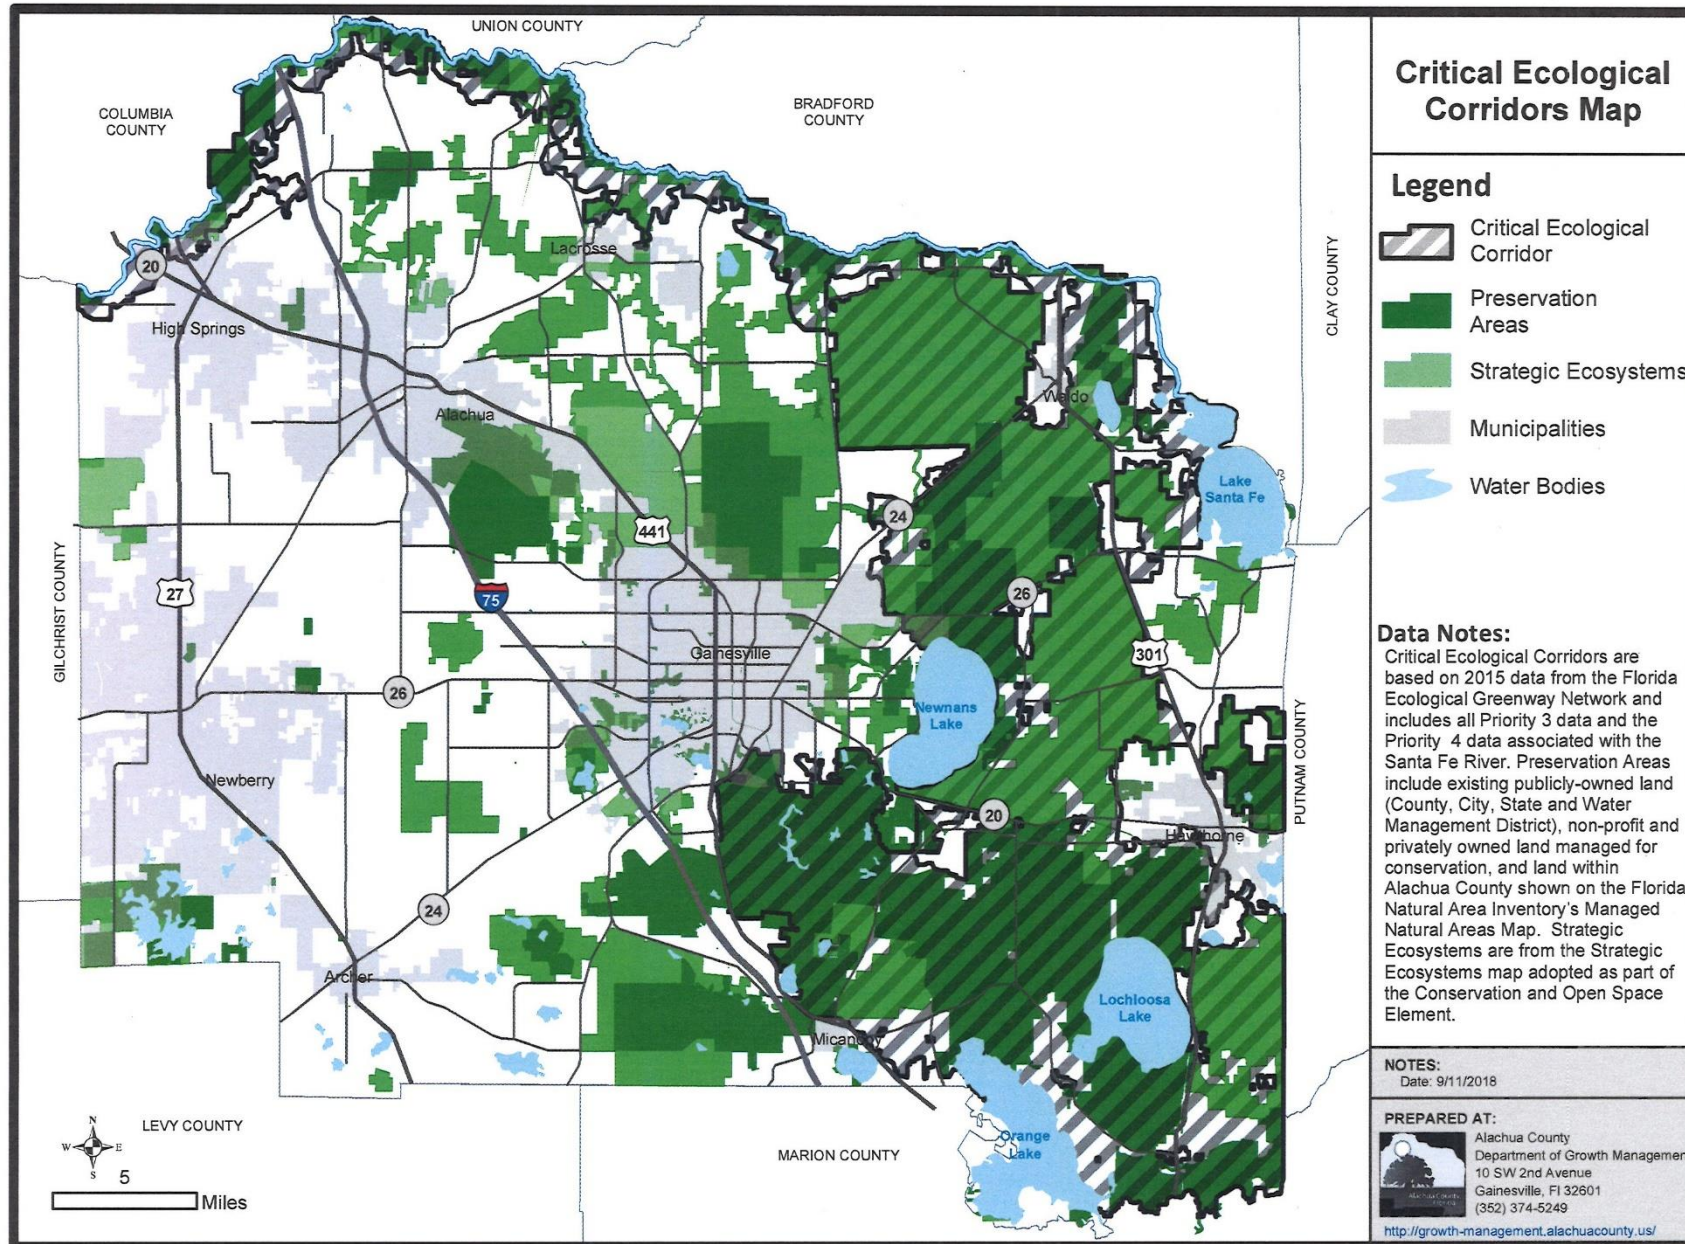 UNION COUNTY
COLUMBIA
COUNTY
BRADFORD
COUNTY
CLAY COUNTY
20
Lacrosse
High Springs
Alachua
Waldo
Lake
Santa Fe
24
441
GILCHRIST COUNTY
27
75
26
Gainesville
301
26
Newnans
Lake
PUTNAM COUNTY
Newberry
20
Hawthorne
24
Archer
Lochloosa
Lake
Micanopy
Orange
Lake
LEVY COUNTY
MARION COUNTY
N
W E
S
5
Miles
Critical Ecological
Corridors Map
Legend
Critical Ecological
Corridor
Preservation
Areas
Strategic Ecosystems
Municipalities
Water Bodies
Data Notes:
Critical Ecological Corridors are
based on 2015 data from the Florida
Ecological Greenway Network and
includes all Priority 3 data and the
Priority 4 data associated with the
Santa Fe River. Preservation Areas
include existing publicly-owned land
(County, City, State and Water
Management District), non-profit and
privately owned land managed for
conservation, and land within
Alachua County shown on the Florida
Natural Area Inventory's Managed
Natural Areas Map. Strategic
Ecosystems are from the Strategic
Ecosystems map adopted as part of
the Conservation and Open Space
Element.
NOTES:
Date: 9/11/2018
PREPARED AT:
Alachua County
Department of Growth Managemen
10 SW 2nd Avenue
Gainesville, Fl 32601
(352) 374-5249
http://growth-management.alachuacounty.us/